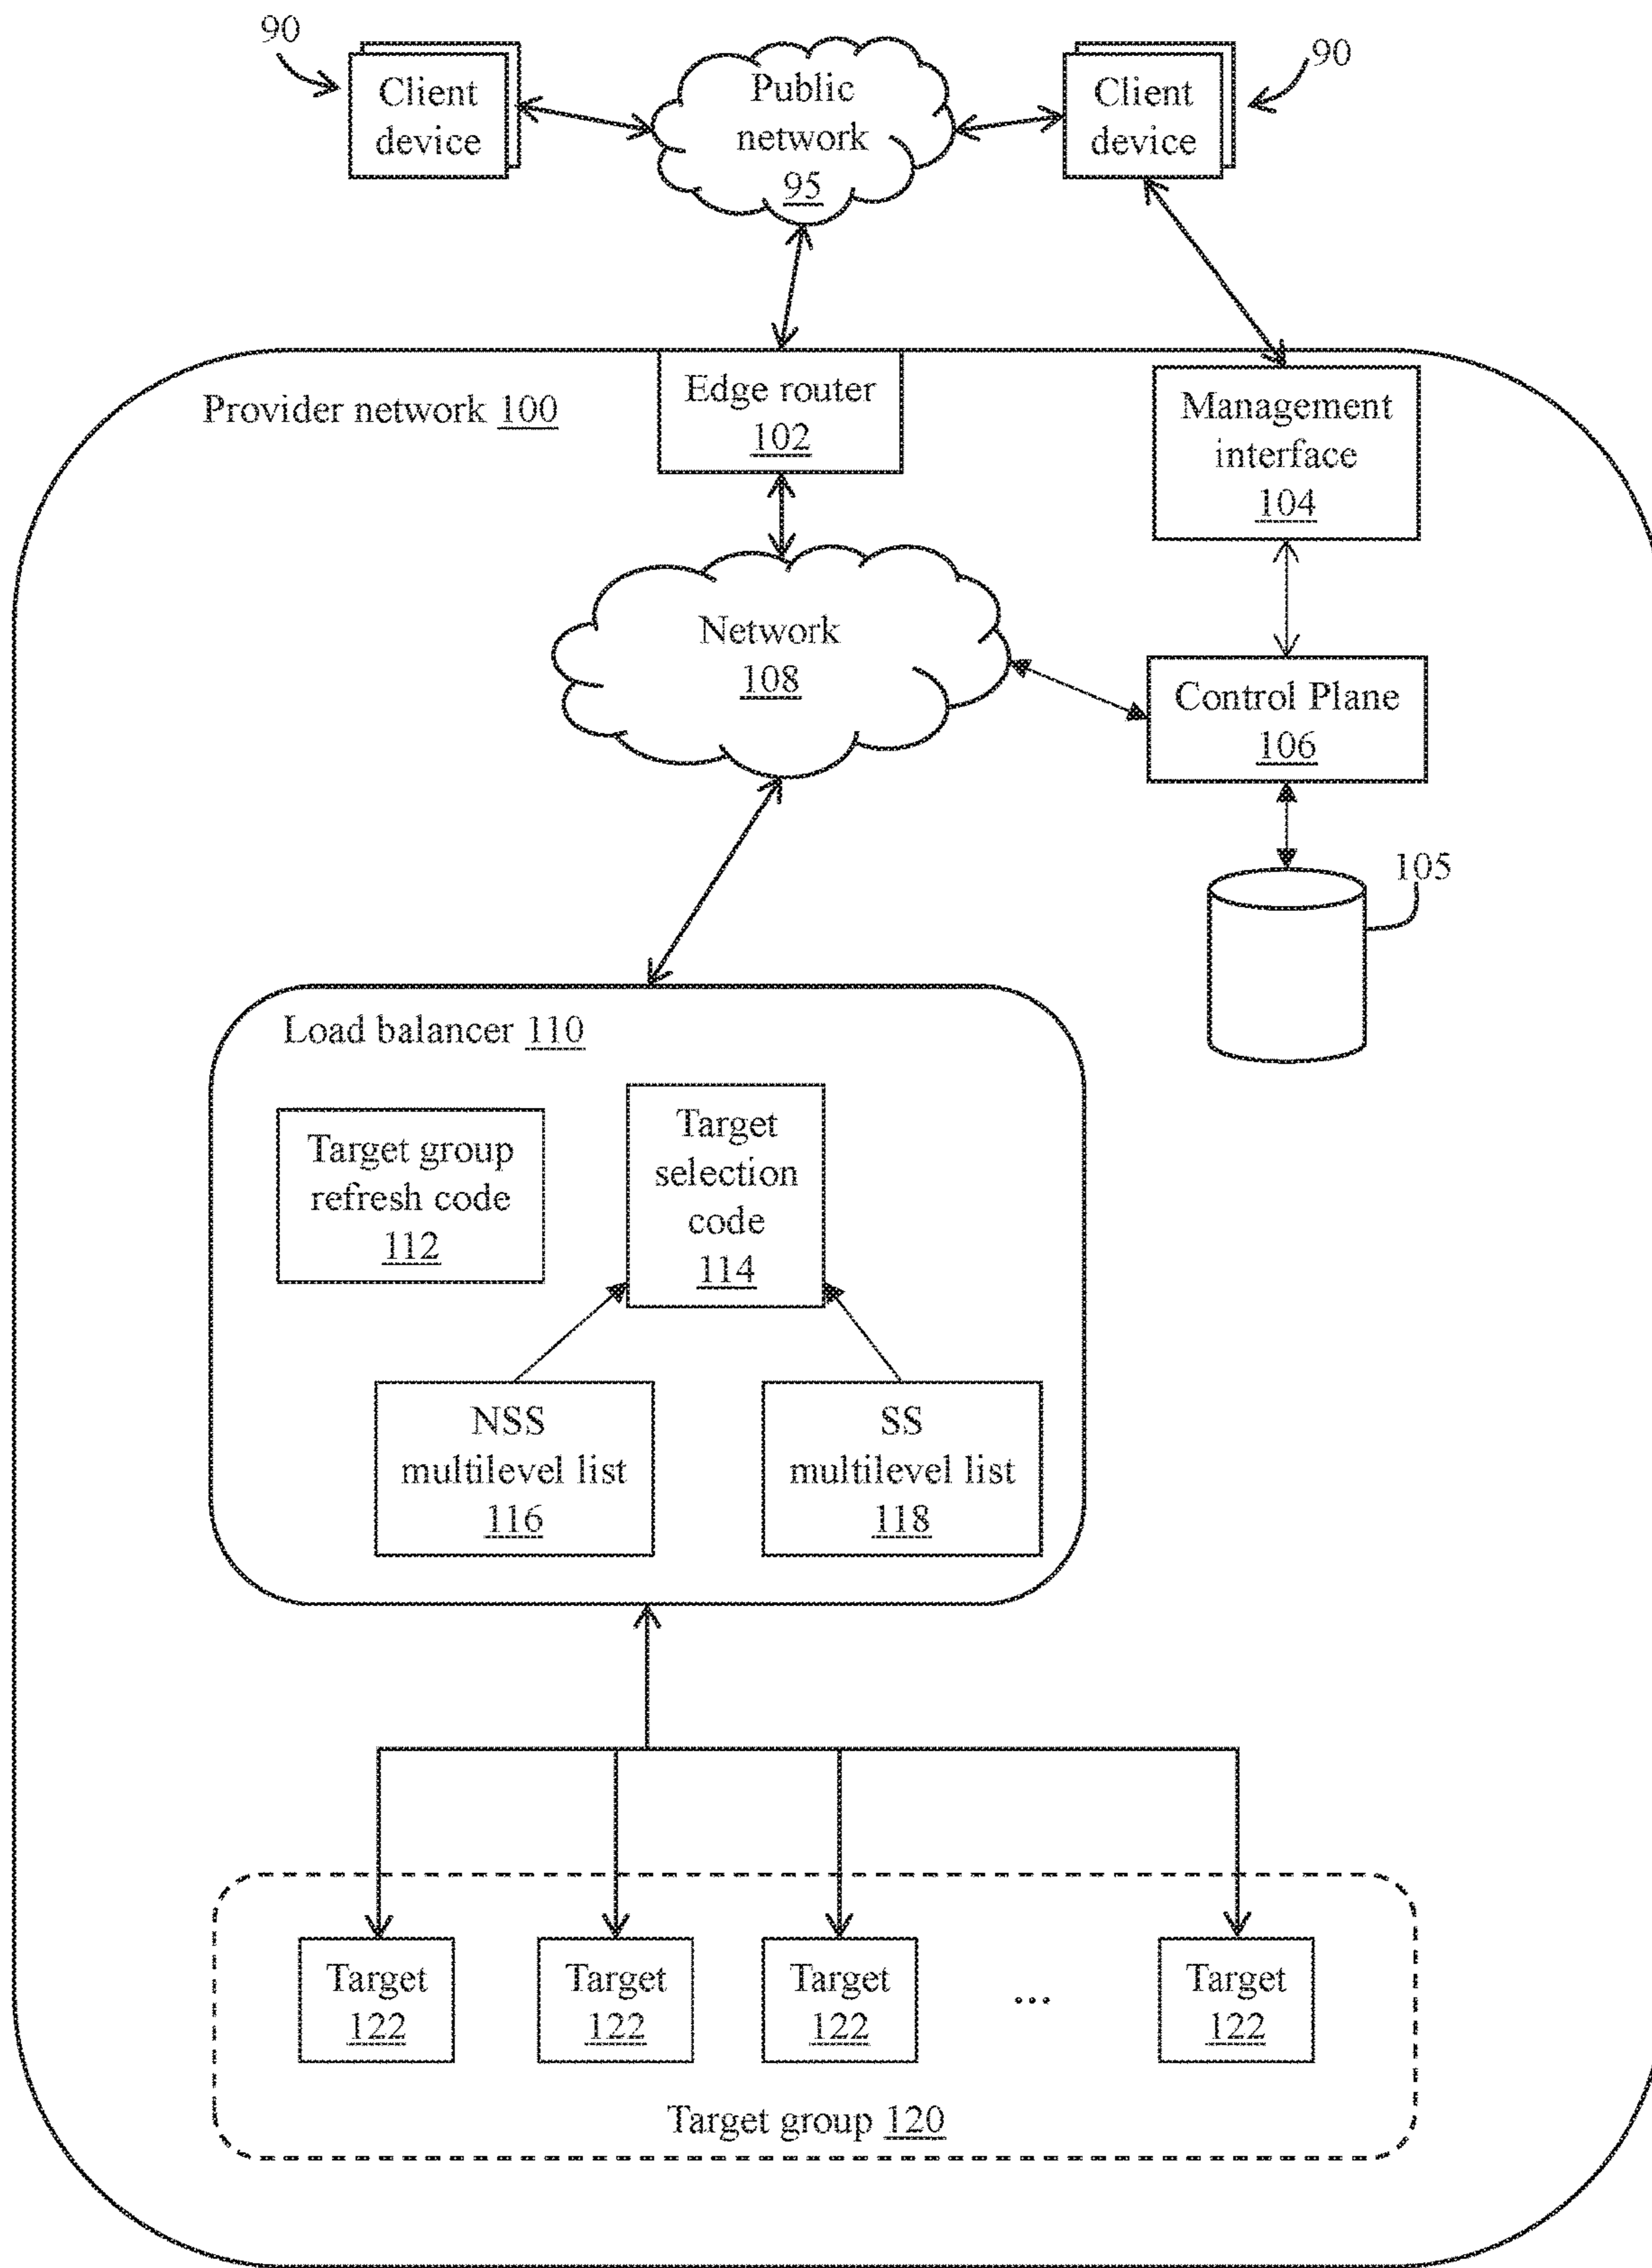 90
Client
device
Public
network
95
Client
device
90
Provider network 100
Edge router
102
Management
interface
104
Network
108
Control Plane
106
105
Load balancer 110
Target group
refresh code
112
Target
selection
code
114
NSS
multilevel list
116
SS
multilevel list
118
Target
122
Target
122
Target
122
...
Target
122
Target group 120